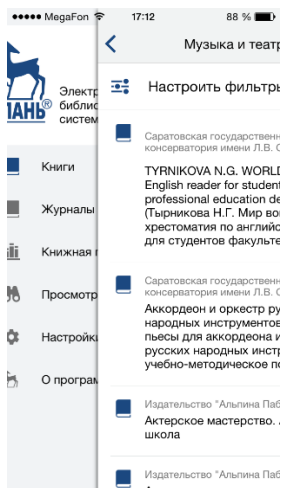 MegaFon 17:12 88 %
Музыка и театр
ЛАНЬ®
Электр
библис
систем
Настроить фильтры
Книги
Журналы
Книжная п
Просмотр
Настройки
О програм
Саратовская государственн
консерватория имени Л.В. С
TYRNIKOVA N.G. WORLD
English reader for student
professional education de
(Тырникова Н.Г. Мир во
хрестоматия по английс
для студентов факульте
Саратовская государственн
консерватория имени Л.В. С
Аккордеон и оркестр ру
народных инструментов
пьесы для аккордеона и
русских народных инстр
учебно-методическое по
Издательство "Альпина Паб
Актерское мастерство. А
школа
Издательство "Альпина Паб